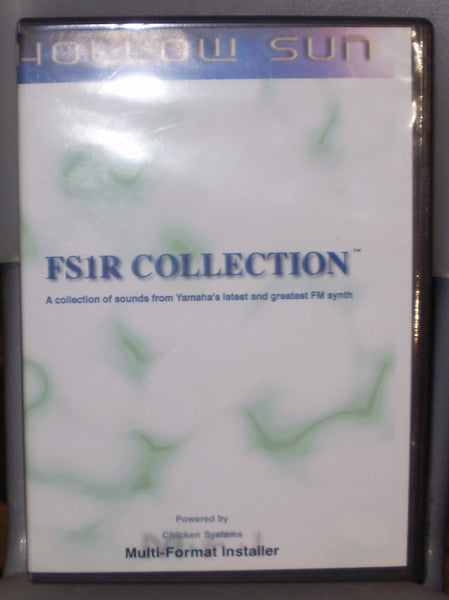 HOLLOW SUN
FS1R COLLECTION™
A collection of sounds from Yamaha's latest and greatest FM synth
Powered by
Chicken Systems
Multi-Format Installer